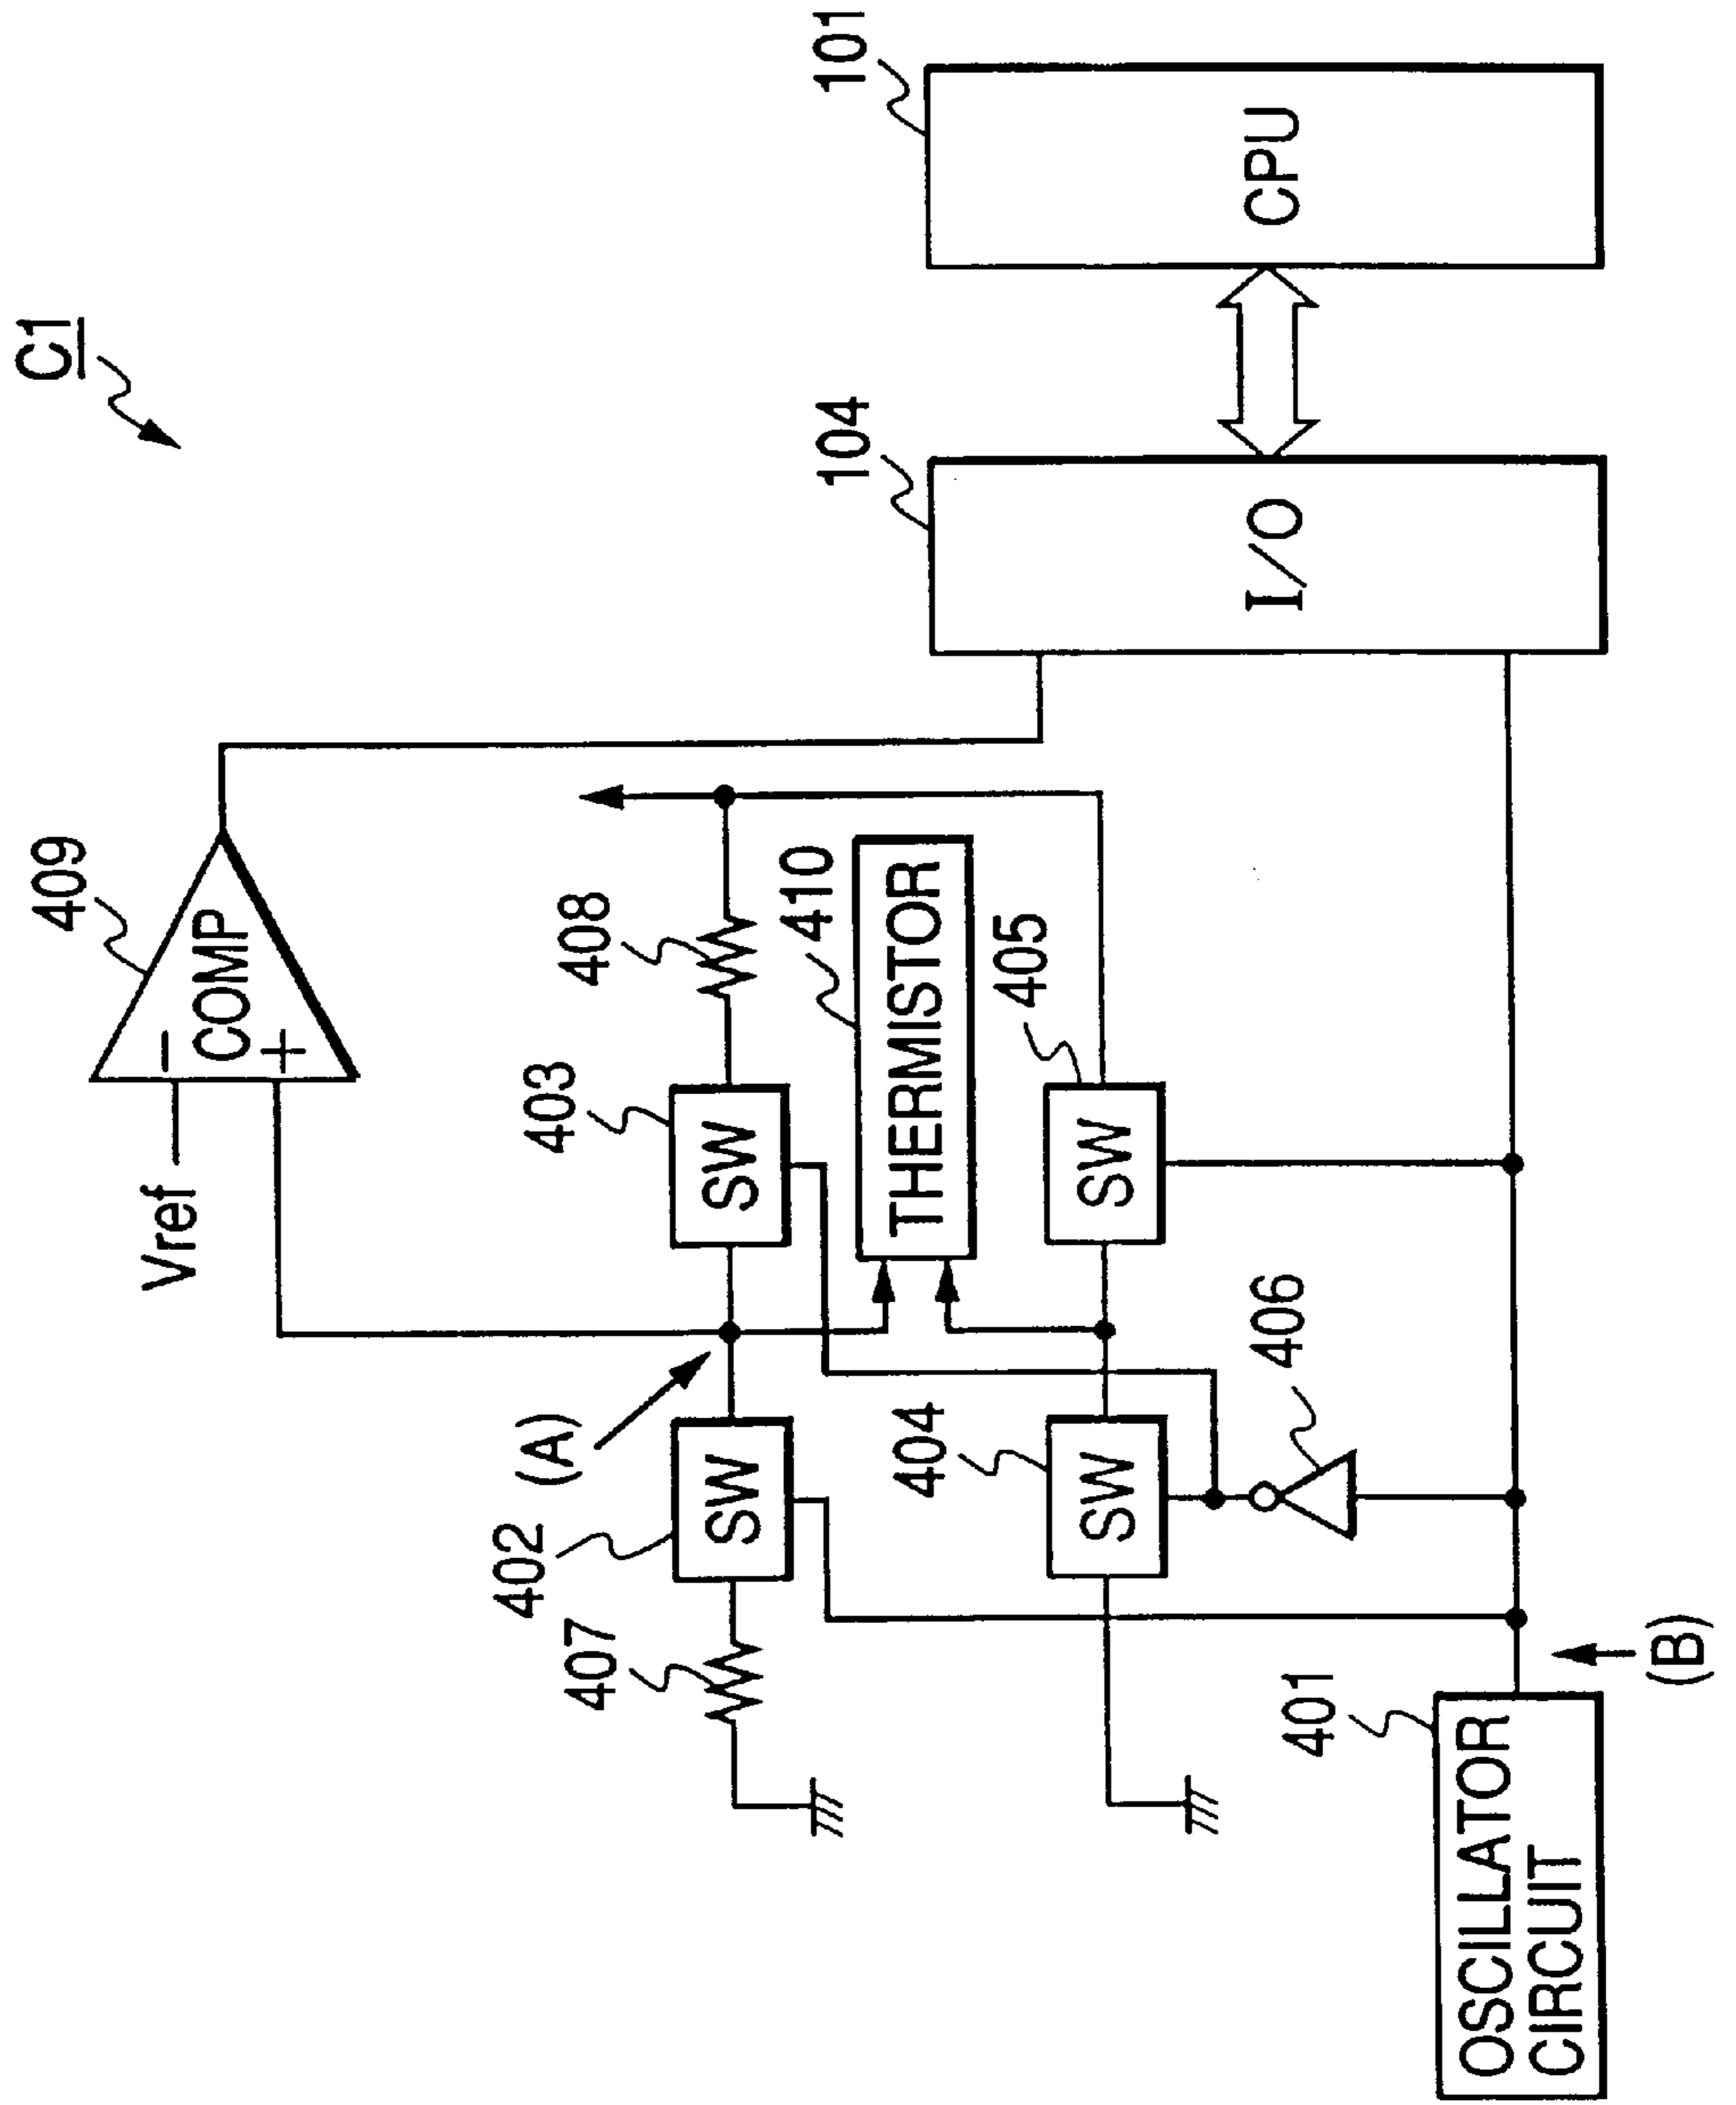 C1
409
COMP
−
+
Vref
408
403
SW
410
THERMISTOR
405
SW
(A)
402
SW
407
404
SW
406
(B)
401
OSCILLATOR
CIRCUIT
104
I/O
101
CPU